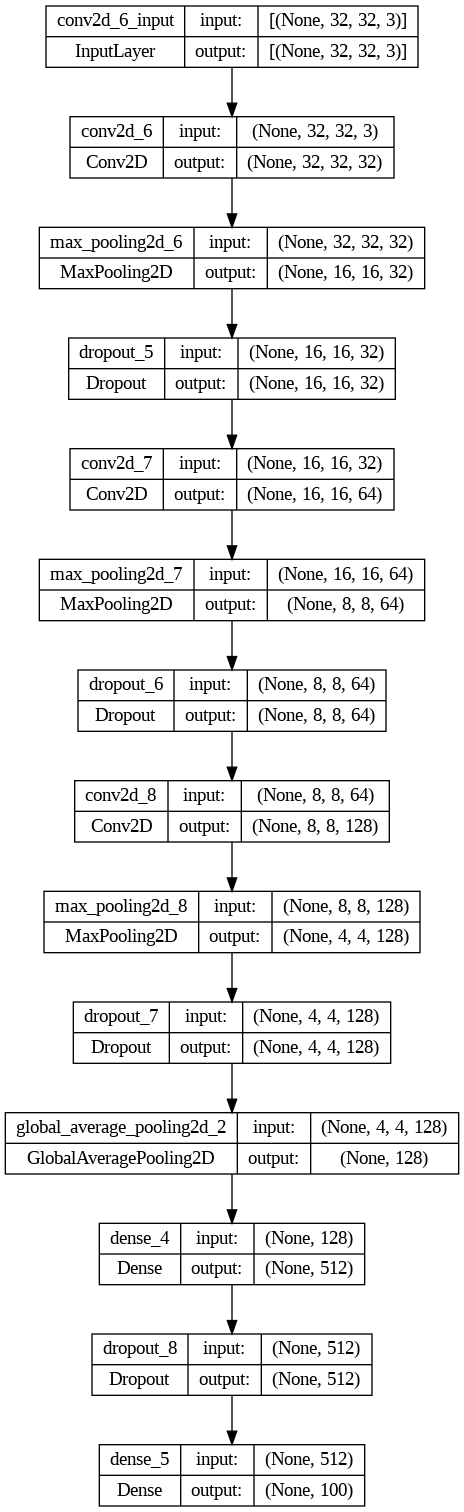 conv2d_6_input input: [(None, 32, 32, 3)]
InputLayer output: [(None, 32, 32, 3)]
conv2d_6 input: (None, 32, 32, 3)
Conv2D output: (None, 32, 32, 32)
max_pooling2d_6 input: (None, 32, 32, 32)
MaxPooling2D output: (None, 16, 16, 32)
dropout_5 input: (None, 16, 16, 32)
Dropout output: (None, 16, 16, 32)
conv2d_7 input: (None, 16, 16, 32)
Conv2D output: (None, 16, 16, 64)
max_pooling2d_7 input: (None, 16, 16, 64)
MaxPooling2D output: (None, 8, 8, 64)
dropout_6 input: (None, 8, 8, 64)
Dropout output: (None, 8, 8, 64)
conv2d_8 input: (None, 8, 8, 64)
Conv2D output: (None, 8, 8, 128)
max_pooling2d_8 input: (None, 8, 8, 128)
MaxPooling2D output: (None, 4, 4, 128)
dropout_7 input: (None, 4, 4, 128)
Dropout output: (None, 4, 4, 128)
global_average_pooling2d_2 input: (None, 4, 4, 128)
GlobalAveragePooling2D output: (None, 128)
dense_4 input: (None, 128)
Dense output: (None, 512)
dropout_8 input: (None, 512)
Dropout output: (None, 512)
dense_5 input: (None, 512)
Dense output: (None, 100)